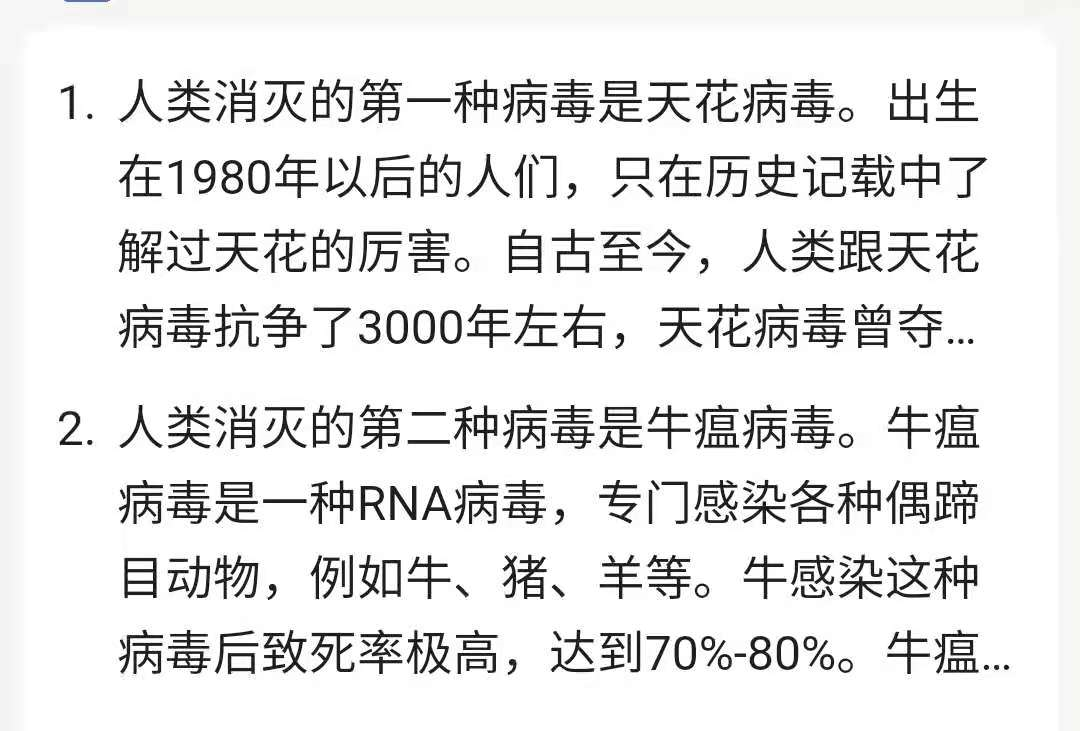 1. 人类消灭的第一种病毒是天花病毒。出生
在1980年以后的人们，只在历史记载中了
解过天花的厉害。自古至今，人类跟天花
病毒抗争了3000年左右，天花病毒曾夺...
2. 人类消灭的第二种病毒是牛瘟病毒。牛瘟
病毒是一种RNA病毒，专门感染各种偶蹄
目动物，例如牛、猪、羊等。牛感染这种
病毒后致死率极高，达到70%-80%。牛瘟...